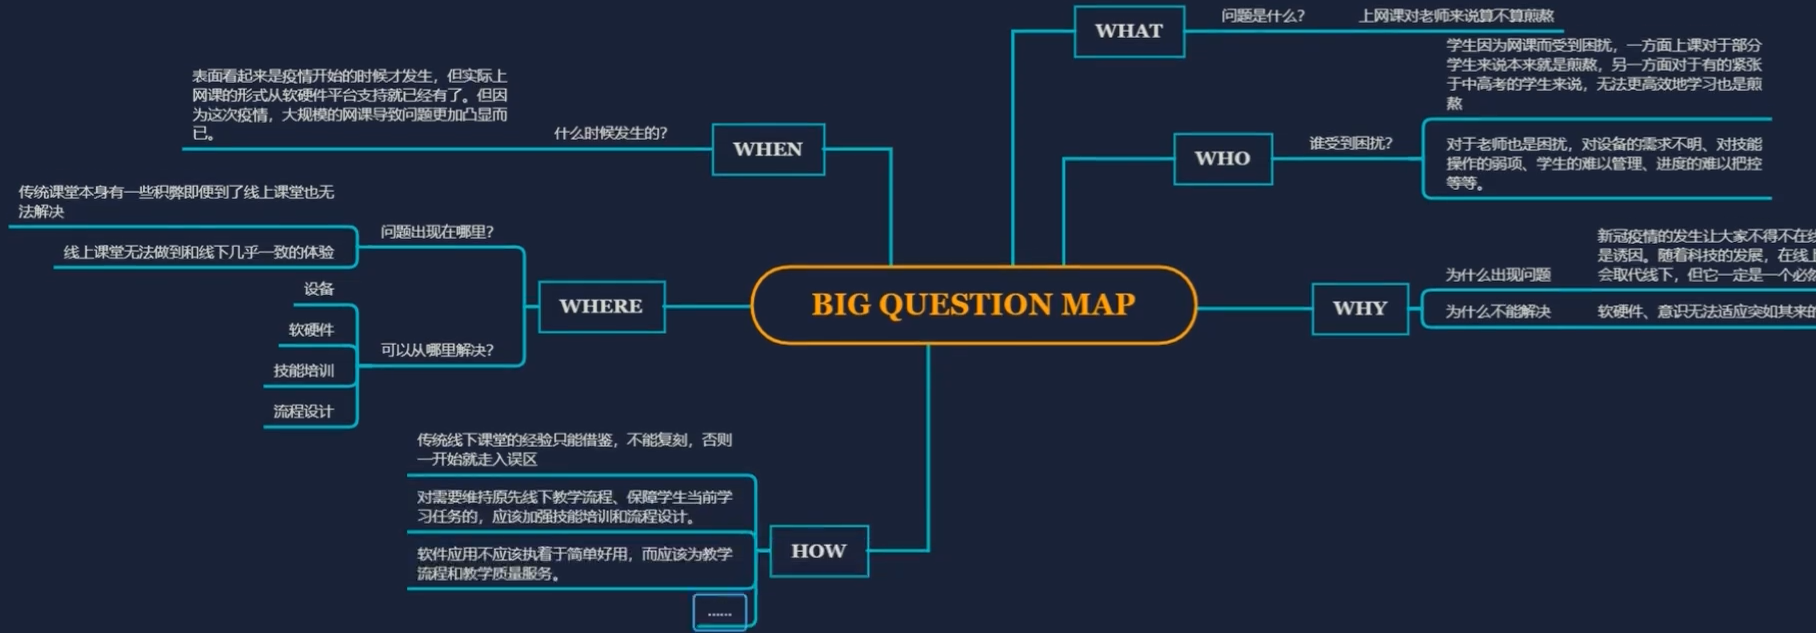 BIG QUESTION MAP
WHAT
问题是什么?
上网课对老师来说算不算煎熬
WHO
谁受到困扰?
学生因为网课而受到困扰，一方面上课对于部分
学生来说本来就是煎熬，另一方面对于有的紧张
于中高考的学生来说，无法更高效地学习也是煎
熬
对于老师也是困扰，对设备的需求不明、对技能
操作的弱项、学生的难以管理、进度的难以把控
等等。
WHY
为什么出现问题
新冠疫情的发生让大家不得不在线
是诱因。随着科技的发展，在线上
会取代线下，但它一定是一个必然
为什么不能解决
软硬件、意识无法适应突如其来的
WHEN
什么时候发生的?
表面看起来是疫情开始的时候才发生，但实际上
网课的形式从软硬件平台支持就已经有了。但因
为这次疫情，大规模的网课导致问题更加凸显而
已。
WHERE
问题出现在哪里?
传统课堂本身有一些积弊即便到了线上课堂也无
法解决
线上课堂无法做到和线下几乎一致的体验
可以从哪里解决?
设备
软硬件
技能培训
流程设计
HOW
传统线下课堂的经验只能借鉴，不能复刻，否则
一开始就走入误区
对需要维持原先线下教学流程、保障学生当前学
习任务的，应该加强技能培训和流程设计。
软件应用不应该执着于简单好用，而应该为教学
流程和教学质量服务。
……